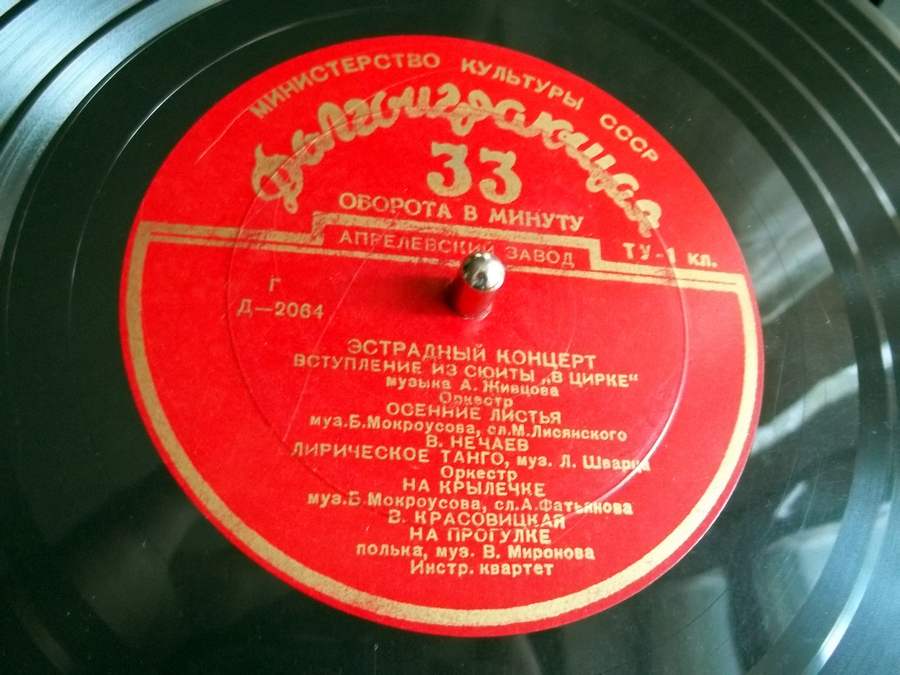 МИНИСТЕРСТВО КУЛЬТУРЫ СССР
Долгоиграющая
33
ОБОРОТА В МИНУТУ
АПРЕЛЕВСКИЙ ЗАВОД
ТУ-1 кл.
Г
Д—2064
ЭСТРАДНЫЙ КОНЦЕРТ
ВСТУПЛЕНИЕ ИЗ СЮИТЫ „В ЦИРКЕ“
музыка А. Живцова
Оркестр
ОСЕННИЕ ЛИСТЬЯ
муз.Б.Мокроусова, сл.М.Лисянского
В. НЕЧАЕВ
ЛИРИЧЕСКОЕ ТАНГО, муз. Л. Шварца
Оркестр
НА КРЫЛЕЧКЕ
муз.Б.Мокроусова, сл.А.Фатьянова
В. КРАСОВИЦКАЯ
НА ПРОГУЛКЕ
полька, муз. В. Миронова
Инстр. квартет